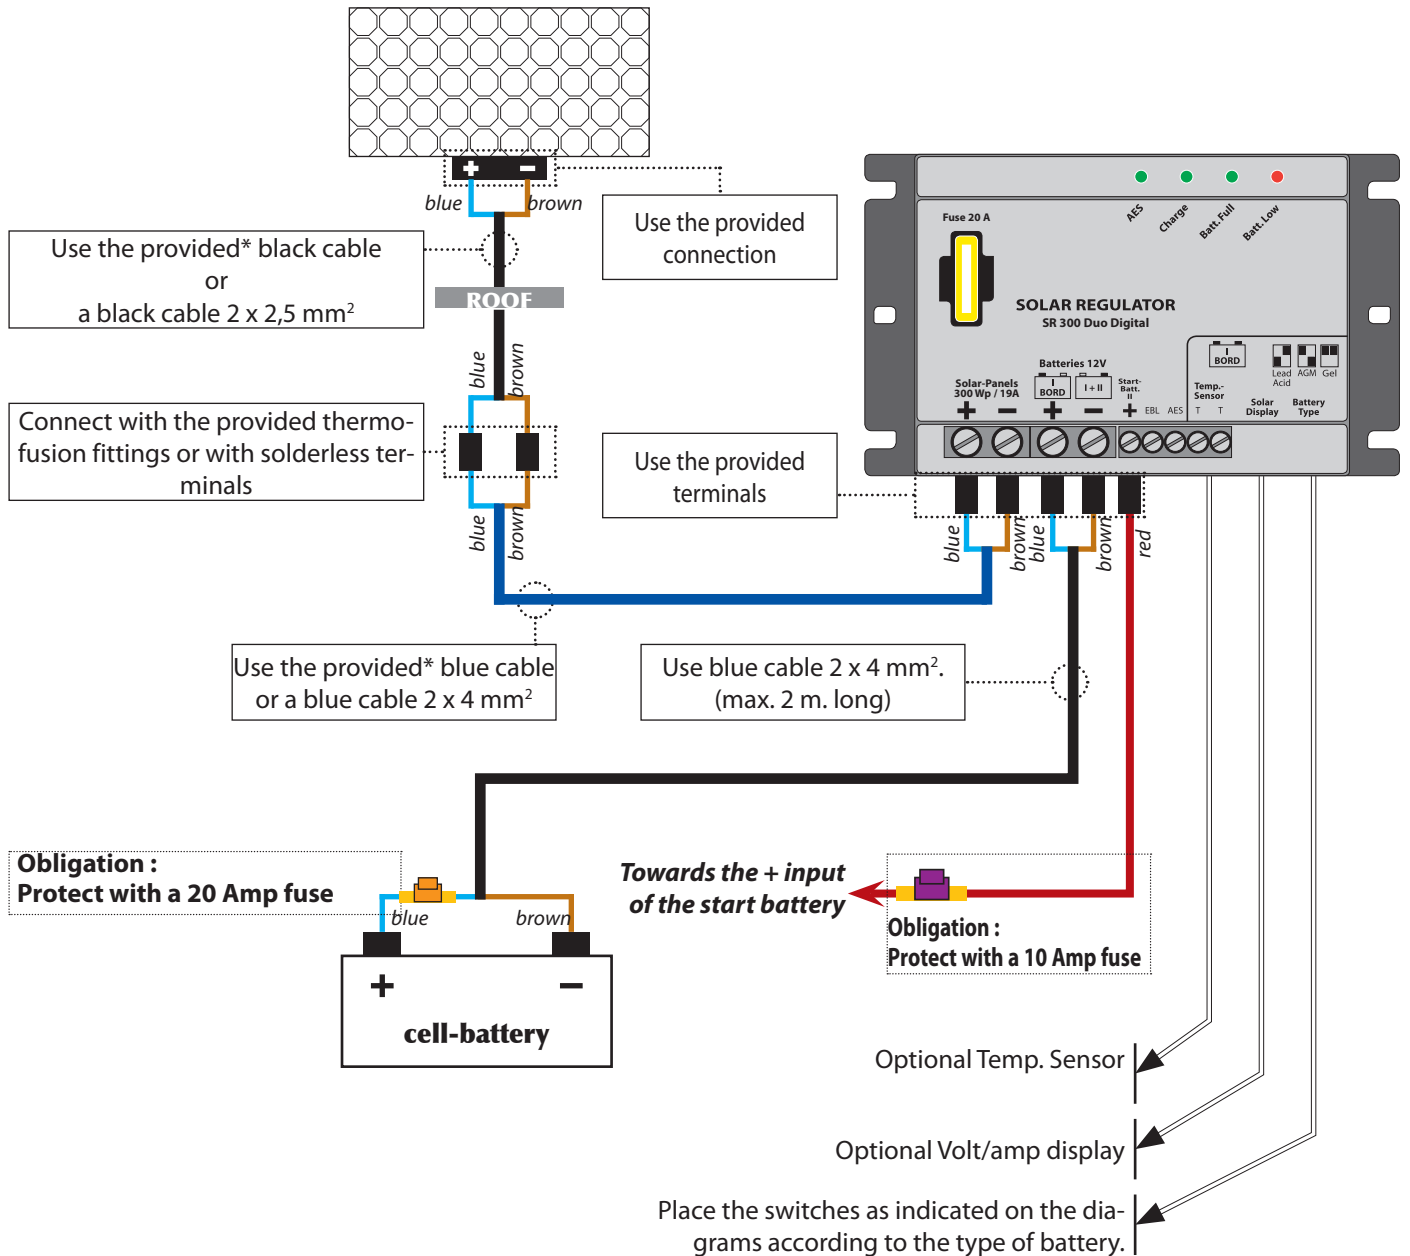 + −
blue brown
Use the provided* black cable
or
a black cable 2 x 2,5 mm²
Use the provided
connection
ROOF
blue brown
Connect with the provided thermo-
fusion fittings or with solderless ter-
minals
blue brown
Use the provided
terminals
AES Charge Batt. Full Batt. Low
Fuse 20 A
SOLAR REGULATOR
SR 300 Duo Digital
Batteries 12V
Solar-Panels
300 Wp / 19A
I
BORD
I + II
Start-
Batt.
II
+ − + − + EBL AES T T
Temp.-
Sensor
I
BORD
Solar
Display
Lead
Acid
AGM Gel
Battery
Type
blue brown blue brown red
Use the provided* blue cable
or a blue cable 2 x 4 mm²
Use blue cable 2 x 4 mm².
(max. 2 m. long)
Obligation :
Protect with a 20 Amp fuse
blue brown
+ −
cell-battery
Towards the + input
of the start battery
Obligation :
Protect with a 10 Amp fuse
Optional Temp. Sensor
Optional Volt/amp display
Place the switches as indicated on the dia-
grams according to the type of battery.